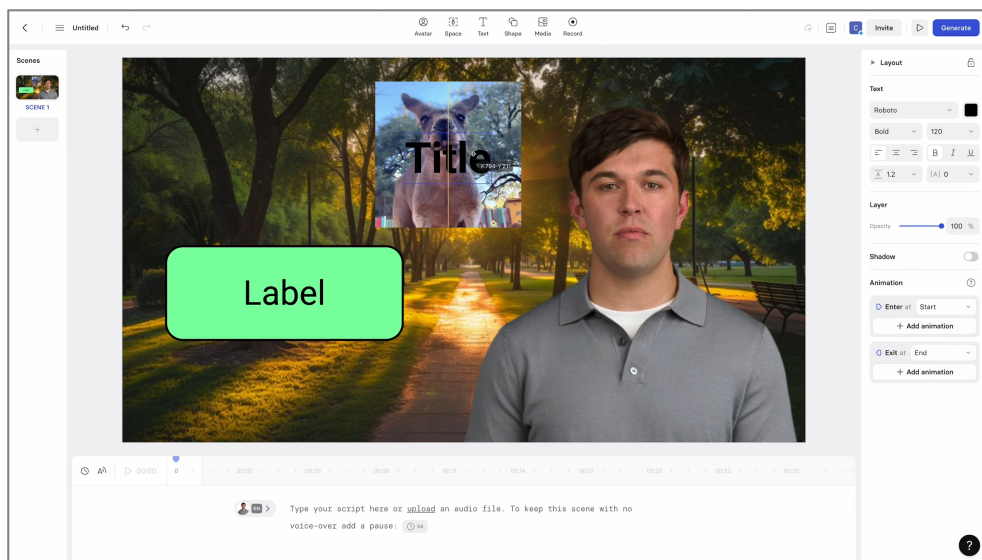 Untitled
Avatar Space Text Shape Media Record
C Invite Generate
Scenes
SCENE 1
Title
Label
Layout
Text
Roboto
Bold 120
B I U
A 1.2 |A| 0
Layer
Opacity 100 %
Shadow
Animation
Enter at Start
+ Add animation
Exit at End
+ Add animation
00:00 0 00:02 00:05 00:08 00:11 00:14 00:17 00:20 00:23 00:26
EN Type your script here or upload an audio file. To keep this scene with no
voice-over add a pause:
?